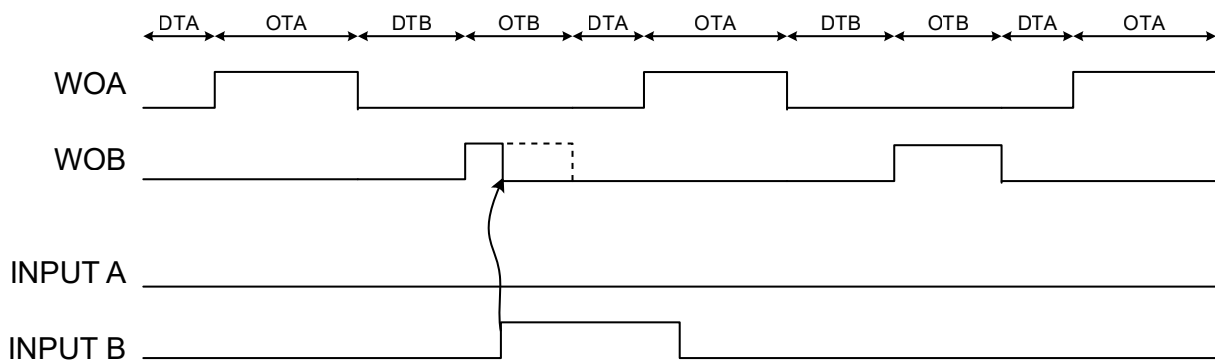 DTA OTA DTB OTB DTA OTA DTB OTB DTA OTA
WOA
WOB
INPUT A
INPUT B